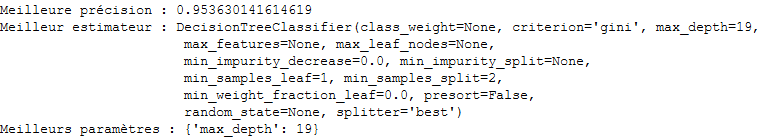 Meilleure précision : 0.953630141614619
Meilleur estimateur : DecisionTreeClassifier(class_weight=None, criterion='gini', max_depth=19,
max_features=None, max_leaf_nodes=None,
min_impurity_decrease=0.0, min_impurity_split=None,
min_samples_leaf=1, min_samples_split=2,
min_weight_fraction_leaf=0.0, presort=False,
random_state=None, splitter='best')
Meilleurs paramètres : {'max_depth': 19}